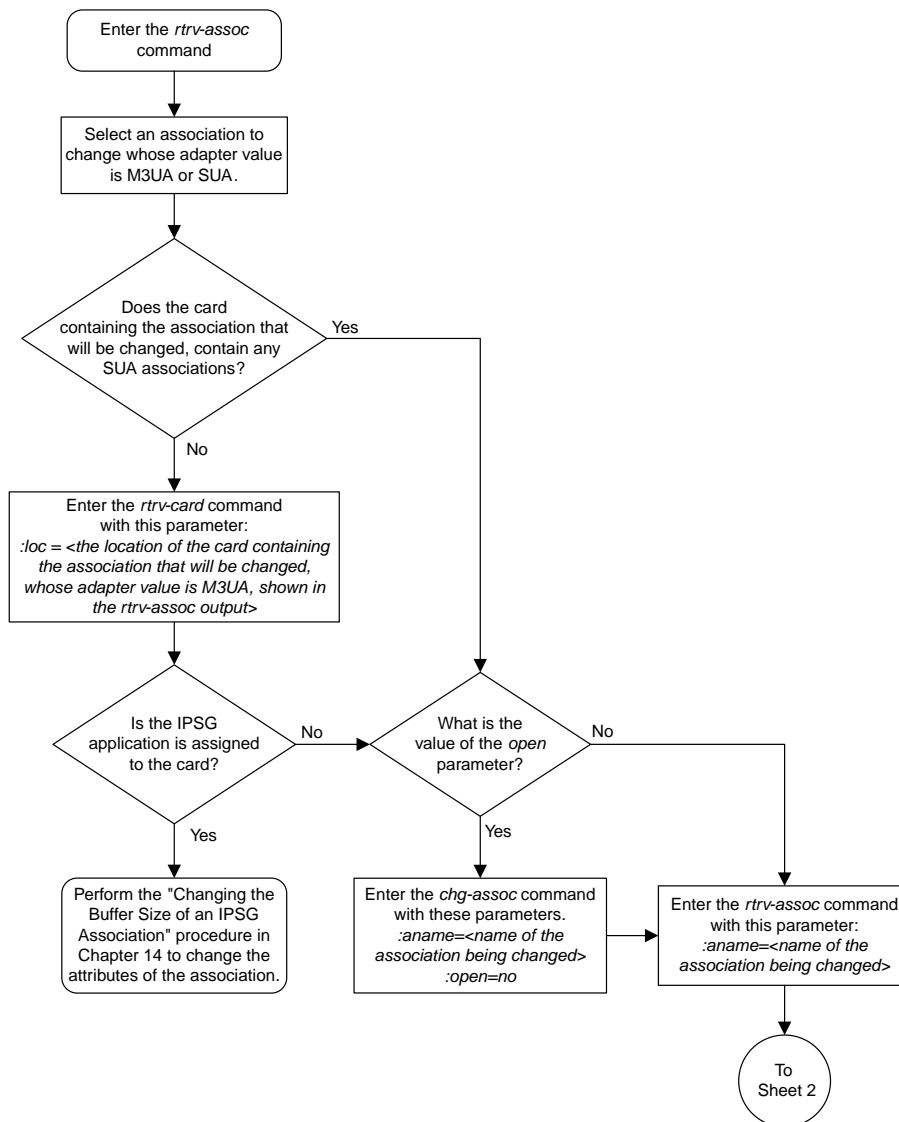 Enter the rtrv-assoc
command
Select an association to
change whose adapter value
is M3UA or SUA.
Does the card
containing the association that
will be changed, contain any
SUA associations?
Yes
No
Enter the rtrv-card command
with this parameter:
:loc = <the location of the card containing
the association that will be changed,
whose adapter value is M3UA, shown in
the rtrv-assoc output>
Is the IPSG
application is assigned
to the card?
No
Yes
What is the
value of the open
parameter?
No
Yes
Perform the "Changing the
Buffer Size of an IPSG
Association" procedure in
Chapter 14 to change the
attributes of the association.
Enter the chg-assoc command
with these parameters.
:aname=<name of the
association being changed>
:open=no
Enter the rtrv-assoc command
with this parameter:
:aname=<name of the
association being changed>
To
Sheet 2